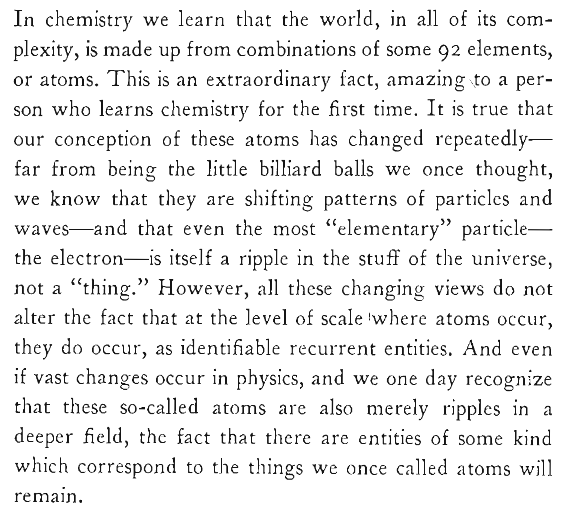 In chemistry we learn that the world, in all of its com-
plexity, is made up from combinations of some 92 elements,
or atoms. This is an extraordinary fact, amazing to a per-
son who learns chemistry for the first time. It is true that
our conception of these atoms has changed repeatedly—
far from being the little billiard balls we once thought,
we know that they are shifting patterns of particles and
waves—and that even the most “elementary” particle—
the electron—is itself a ripple in the stuff of the universe,
not a “thing.” However, all these changing views do not
alter the fact that at the level of scale where atoms occur,
they do occur, as identifiable recurrent entities. And even
if vast changes occur in physics, and we one day recognize
that these so-called atoms are also merely ripples in a
deeper field, the fact that there are entities of some kind
which correspond to the things we once called atoms will
remain.